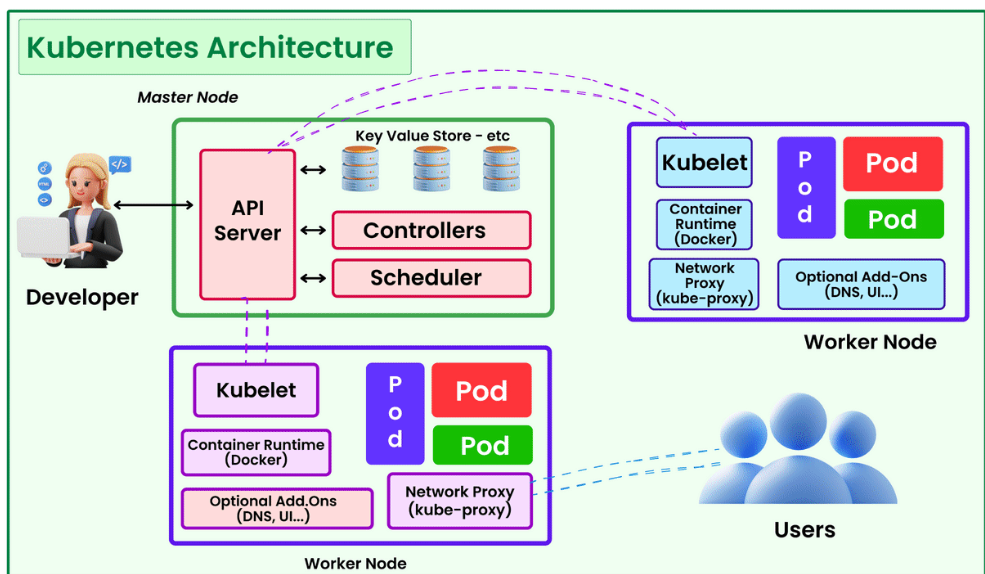 Kubernetes Architecture
Master Node
Key Value Store - etc
API
Server
Controllers
Scheduler
Developer
Kubelet
Container
Runtime
(Docker)
Network
Proxy
(kube-proxy)
P
o
d
Pod
Pod
Optional Add-Ons
(DNS, UI...)
Worker Node
Kubelet
Container Runtime
(Docker)
Optional Add.Ons
(DNS, UI...)
P
o
d
Pod
Pod
Network Proxy
(kube-proxy)
Worker Node
Users